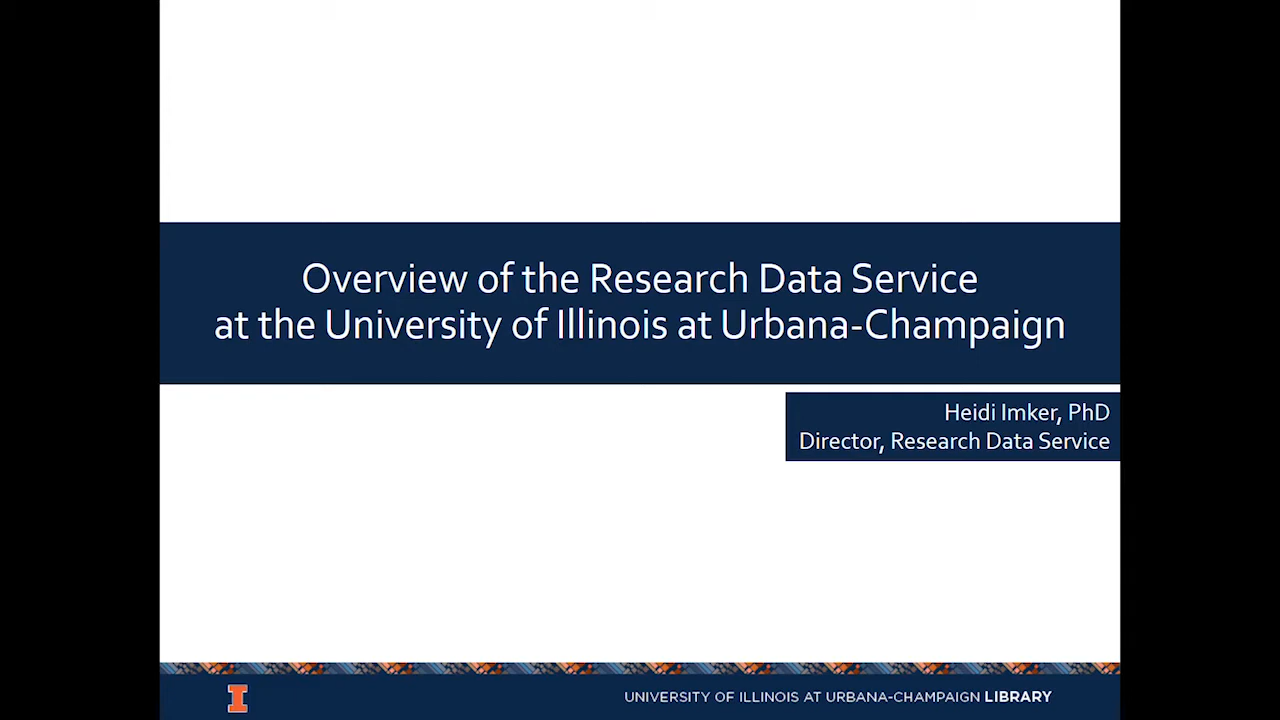 Overview of the Research Data Service
at the University of Illinois at Urbana-Champaign
Heidi Imker, PhD
Director, Research Data Service
I
UNIVERSITY OF ILLINOIS AT URBANA-CHAMPAIGN LIBRARY